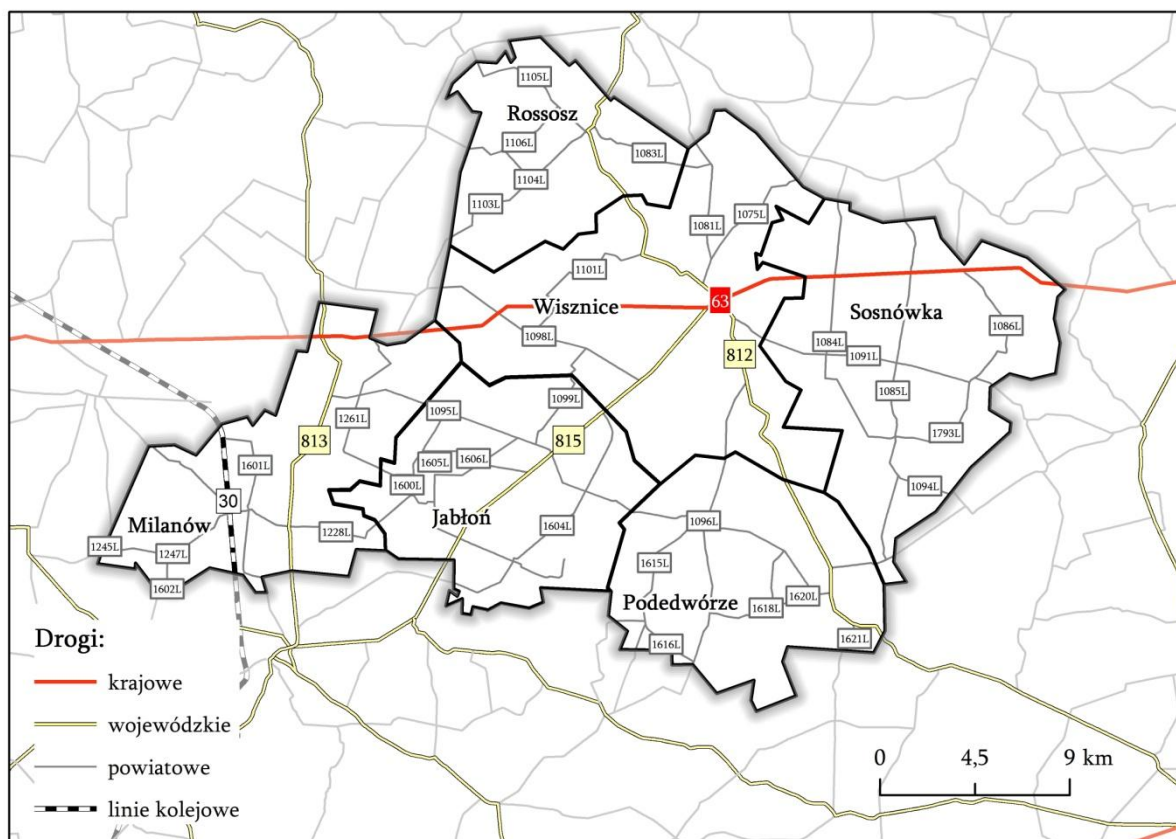 1105L
Rossosz
1106L
1083L
1104L
1103L
1081L
1075L
1101L
63
Wisznice
Sosnówka
1098L
1084L
1086L
812
1091L
1099L
1085L
1095L
1261L
813
815
1793L
1601L
1605L
1606L
1600L
1094L
30
Milanów
Jabłoń
1604L
1096L
1228L
1245L
1247L
1615L
1602L
Podedwórze
1618L
1620L
1616L
1621L
Drogi:
krajowe
wojewódzkie
powiatowe
linie kolejowe
0 4,5 9 km